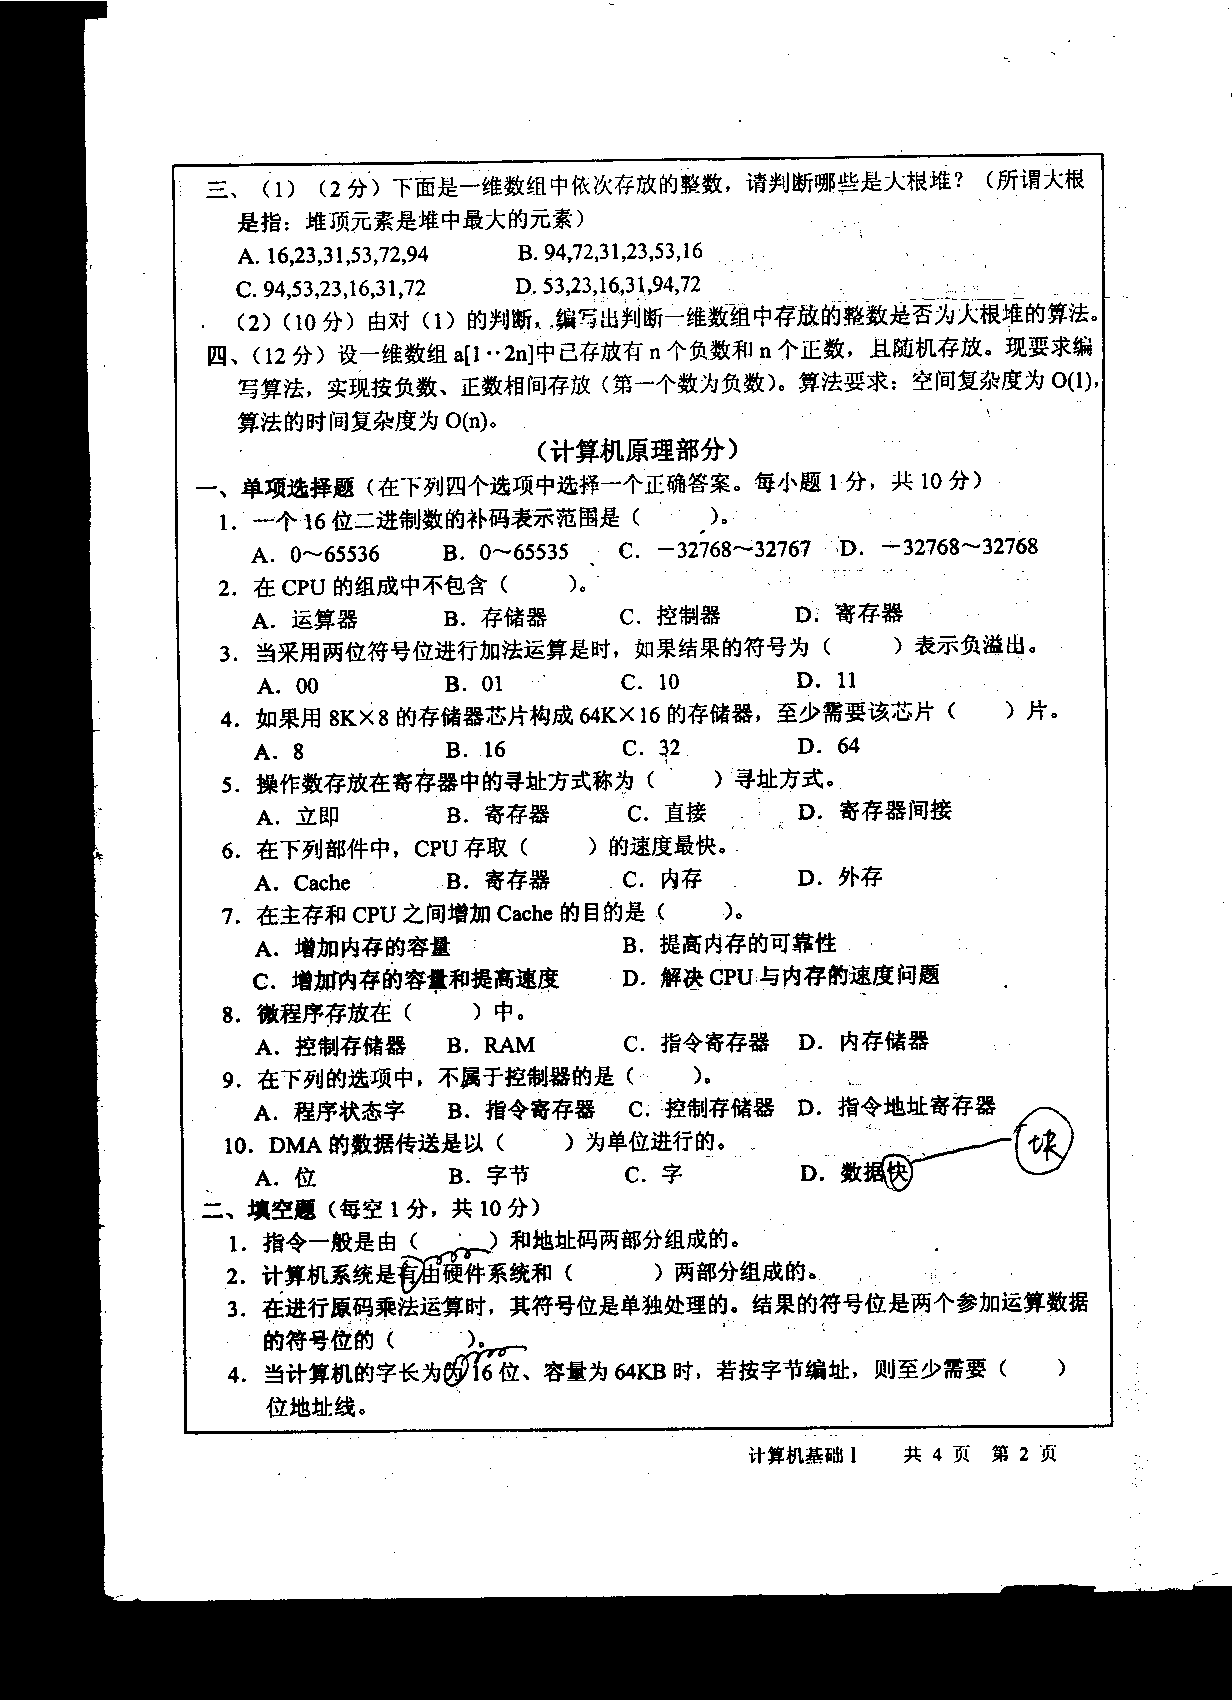 三、（1）（2分）下面是一维数组中依次存放的整数，请判断哪些是大根堆？（所谓大根
是指：堆顶元素是堆中最大的元素）
A. 16,23,31,53,72,94 B. 94,72,31,23,53,16
C. 94,53,23,16,31,72 D. 53,23,16,31,94,72
（2）（10分）由对（1）的判断，编写出判断一维数组中存放的整数是否为大根堆的算法。
四、（12分）设一维数组 a[1··2n]中已存放有 n 个负数和 n 个正数，且随机存放。现要求编
写算法，实现按负数、正数相间存放（第一个数为负数）。算法要求：空间复杂度为 O(1)，
算法的时间复杂度为 O(n)。
（计算机原理部分）
一、单项选择题（在下列四个选项中选择一个正确答案。每小题1分，共10分）
1．一个16位二进制数的补码表示范围是（ ）。
A．0～65536 B．0～65535 C．－32768～32767 D．－32768～32768
2．在 CPU 的组成中不包含（ ）。
A．运算器 B．存储器 C．控制器 D．寄存器
3．当采用两位符号位进行加法运算是时，如果结果的符号为（ ）表示负溢出。
A．00 B．01 C．10 D．11
4．如果用 8K×8 的存储器芯片构成 64K×16 的存储器，至少需要该芯片（ ）片。
A．8 B．16 C．32 D．64
5．操作数存放在寄存器中的寻址方式称为（ ）寻址方式。
A．立即 B．寄存器 C．直接 D．寄存器间接
6．在下列部件中，CPU 存取（ ）的速度最快。
A．Cache B．寄存器 C．内存 D．外存
7．在主存和 CPU 之间增加 Cache 的目的是（ ）。
A．增加内存的容量 B．提高内存的可靠性
C．增加内存的容量和提高速度 D．解决 CPU 与内存的速度问题
8．微程序存放在（ ）中。
A．控制存储器 B．RAM C．指令寄存器 D．内存储器
9．在下列的选项中，不属于控制器的是（ ）。
A．程序状态字 B．指令寄存器 C．控制存储器 D．指令地址寄存器
10．DMA 的数据传送是以（ ）为单位进行的。
块
A．位 B．字节 C．字 D．数据快
二、填空题（每空1分，共10分）
1．指令一般是由（ ）和地址码两部分组成的。
2．计算机系统是有由硬件系统和（ ）两部分组成的。
3．在进行原码乘法运算时，其符号位是单独处理的。结果的符号位是两个参加运算数据
的符号位的（ ）。
4．当计算机的字长为为16位、容量为64KB时，若按字节编址，则至少需要（ ）
位地址线。
计算机基础1 共 4 页 第 2 页